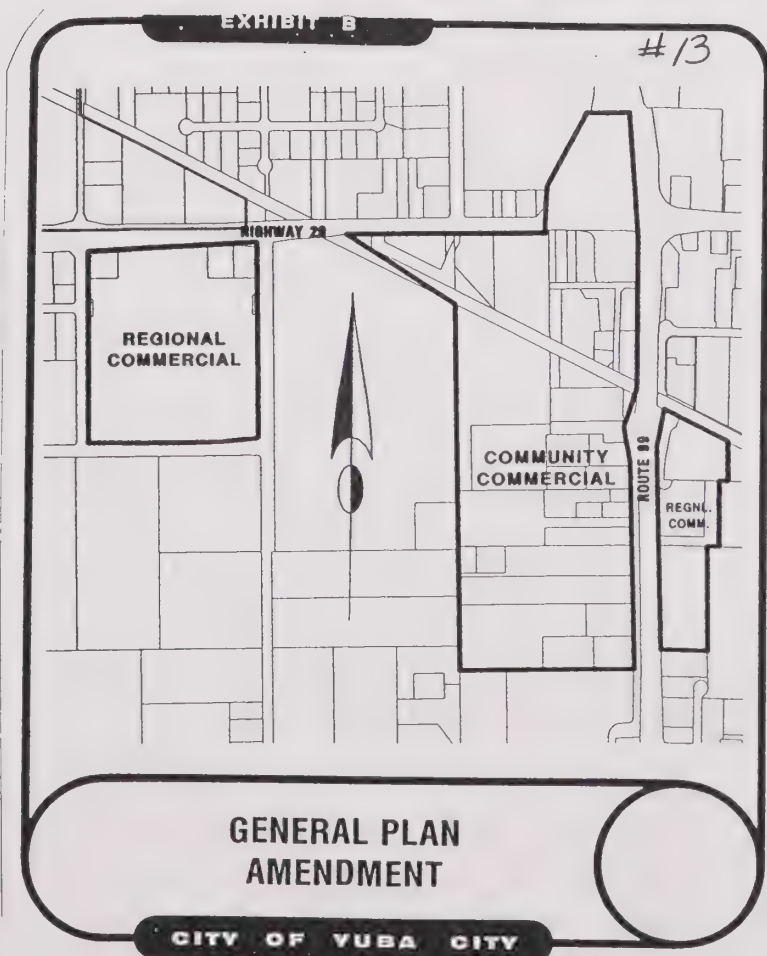 EXHIBIT B
#13
HIGHWAY 20
REGIONAL
COMMERCIAL
COMMUNITY
COMMERCIAL
ROUTE 99
REGNL.
COMM.
GENERAL PLAN
AMENDMENT
CITY OF YUBA CITY